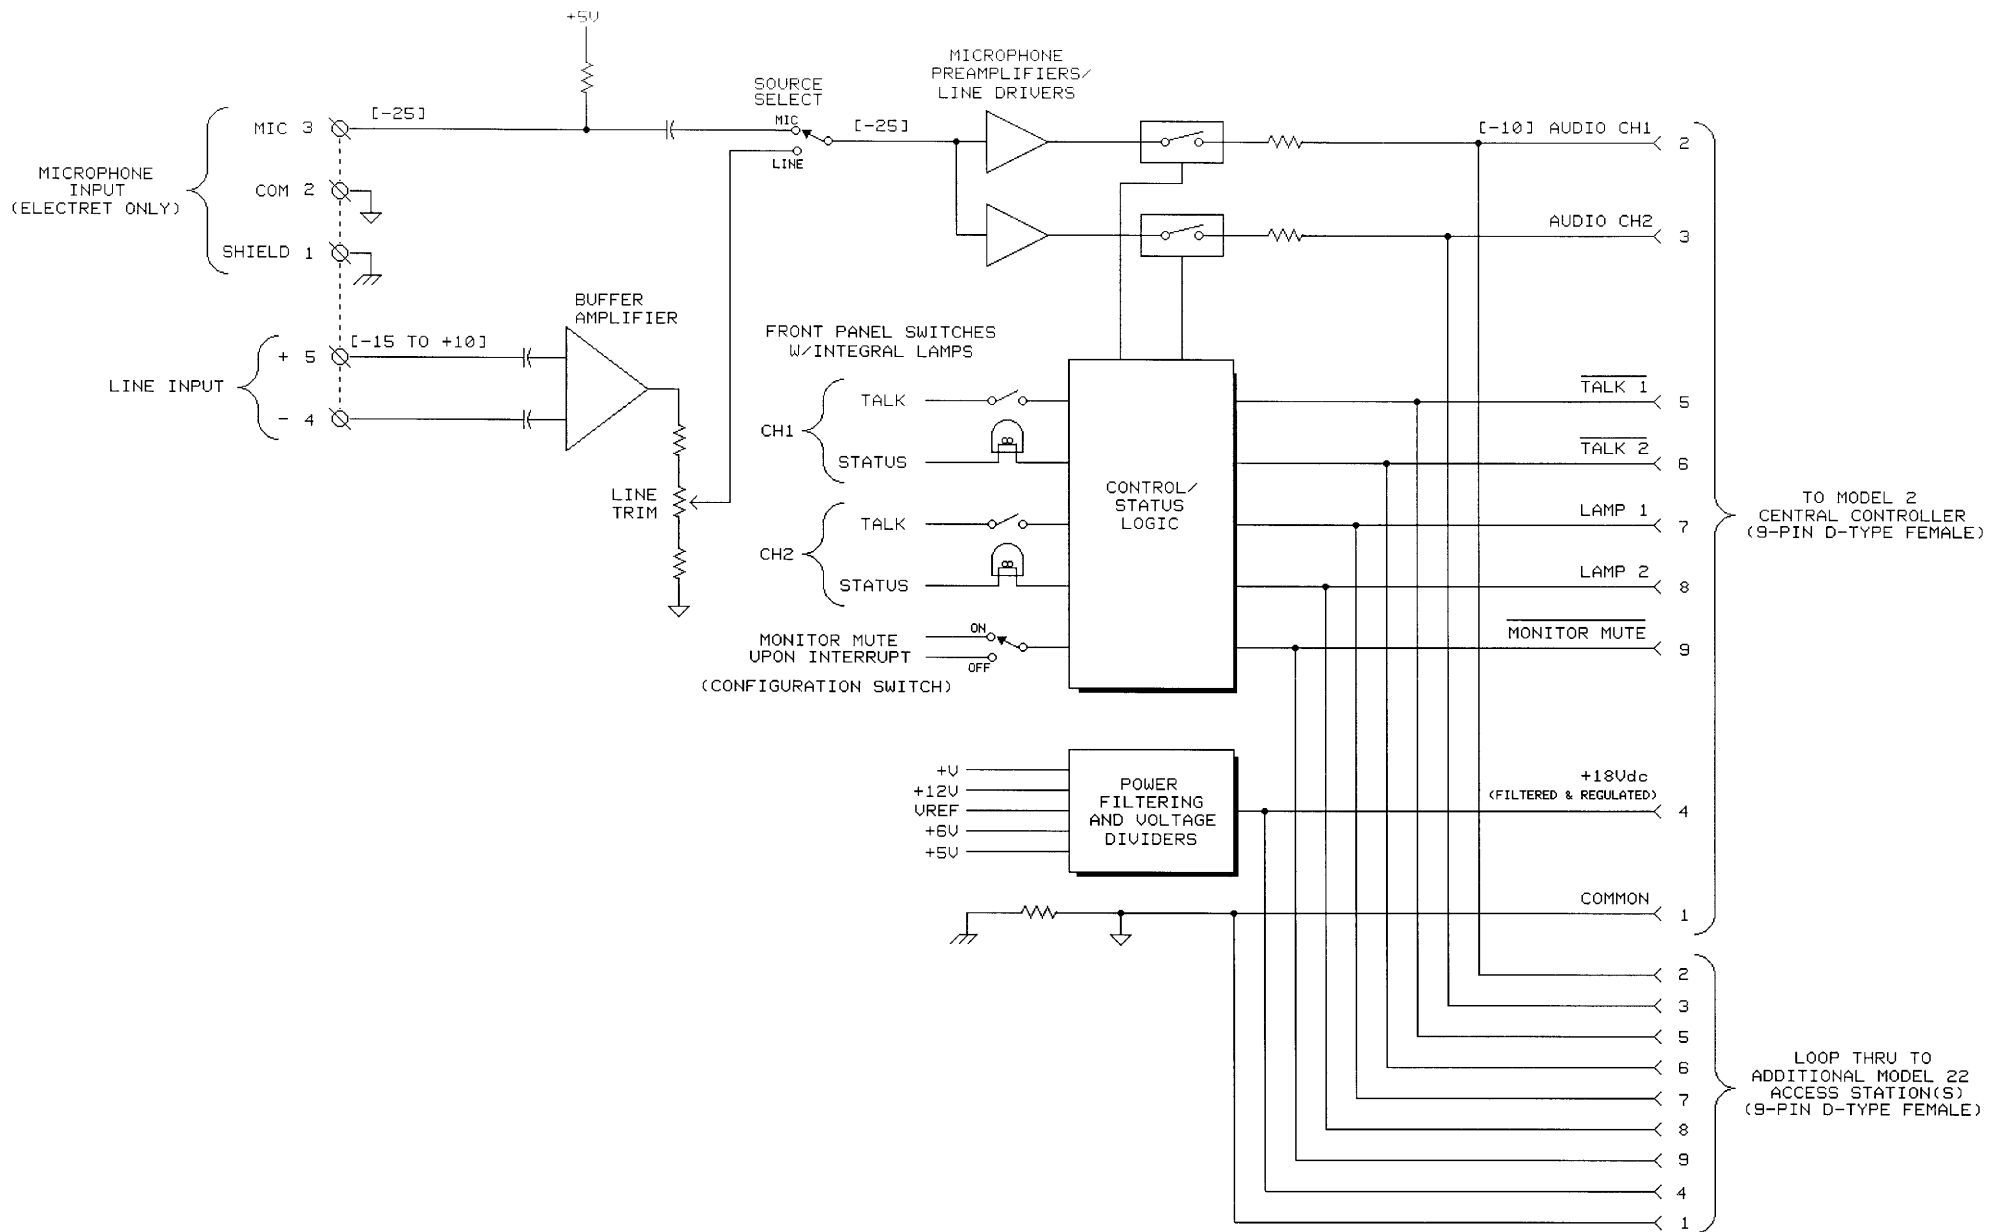 +5V
MICROPHONE
PREAMPLIFIERS/
LINE DRIVERS
SOURCE
SELECT
MIC
LINE
[-25]
MICROPHONE
INPUT
(ELECTRET ONLY)
MIC 3
[-25]
COM 2
SHIELD 1
[-10] AUDIO CH1
2
AUDIO CH2
3
BUFFER
AMPLIFIER
LINE INPUT
+ 5
[-15 TO +10]
- 4
LINE
TRIM
FRONT PANEL SWITCHES
W/INTEGRAL LAMPS
CH1
TALK
STATUS
CH2
TALK
STATUS
MONITOR MUTE
UPON INTERRUPT
(CONFIGURATION SWITCH)
ON
OFF
CONTROL/
STATUS
LOGIC
TALK 1
5
TALK 2
6
LAMP 1
7
LAMP 2
8
MONITOR MUTE
9
TO MODEL 2
CENTRAL CONTROLLER
(9-PIN D-TYPE FEMALE)
+V
+12V
VREF
+6V
+5V
POWER
FILTERING
AND VOLTAGE
DIVIDERS
+18Vdc
(FILTERED & REGULATED)
4
COMMON
1
2
3
5
6
7
8
9
4
1
LOOP THRU TO
ADDITIONAL MODEL 22
ACCESS STATION(S)
(9-PIN D-TYPE FEMALE)